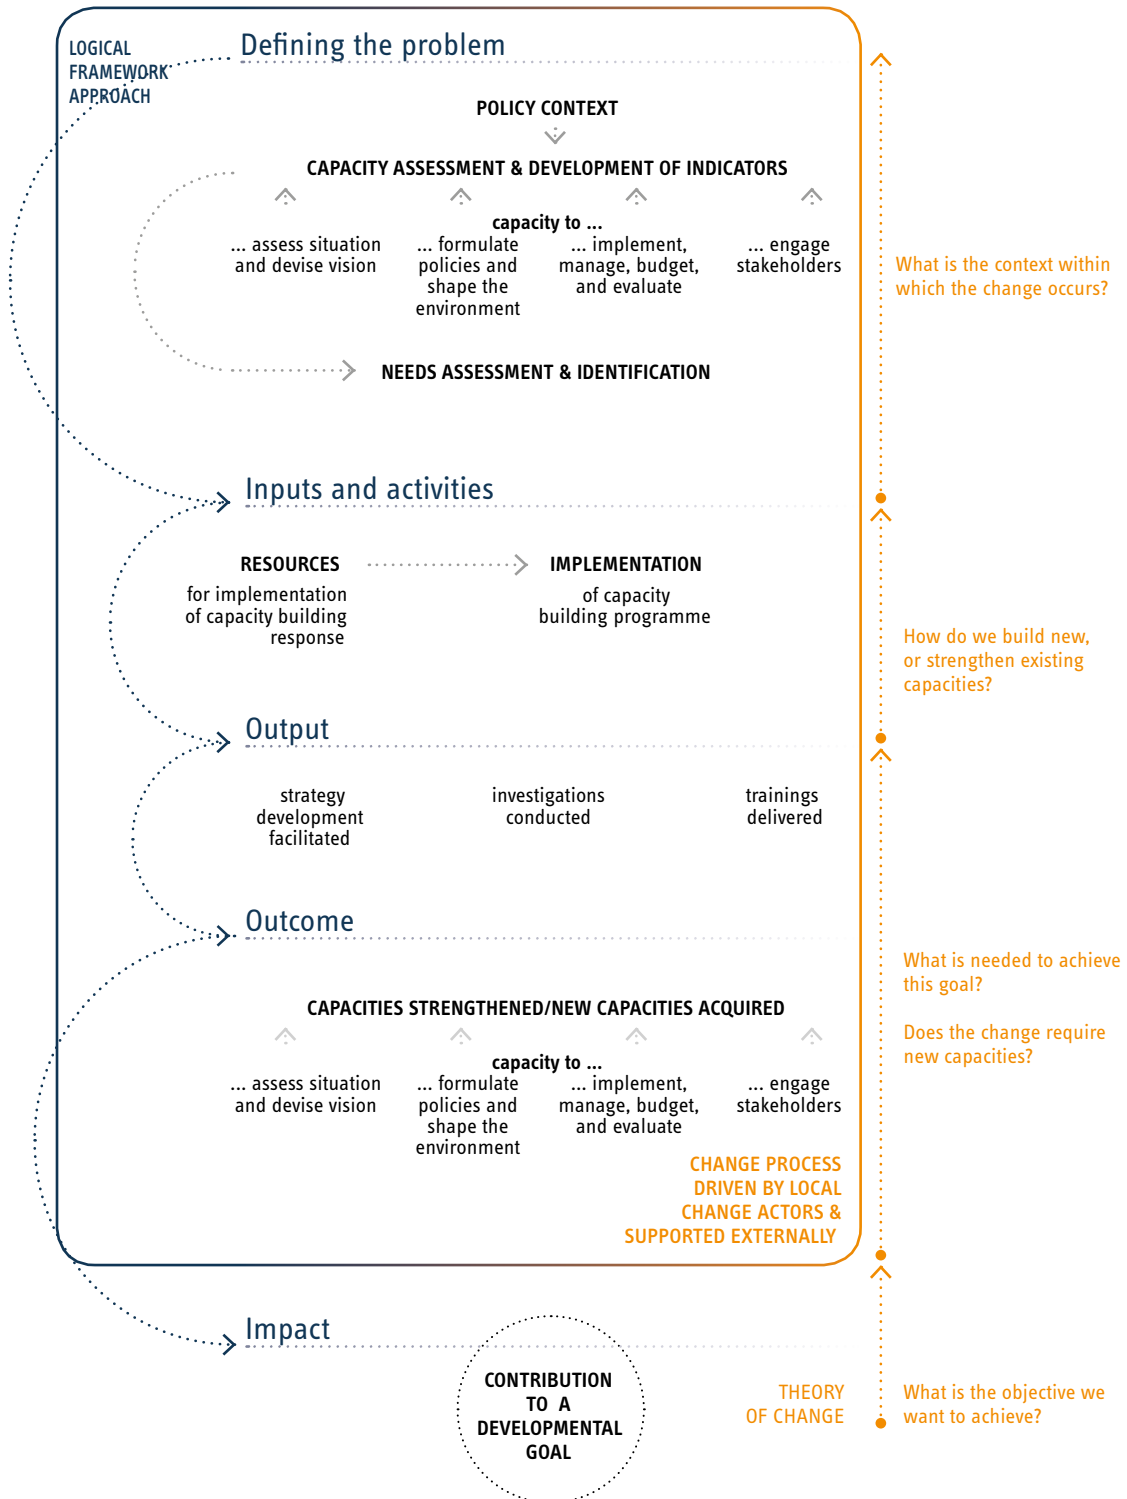 LOGICAL
FRAMEWORK
APPROACH
Defining the problem
POLICY CONTEXT
CAPACITY ASSESSMENT & DEVELOPMENT OF INDICATORS
capacity to ...
... assess situation
and devise vision
... formulate
policies and
shape the
environment
... implement,
manage, budget,
and evaluate
... engage
stakeholders
What is the context within
which the change occurs?
NEEDS ASSESSMENT & IDENTIFICATION
Inputs and activities
RESOURCES
for implementation
of capacity building
response
IMPLEMENTATION
of capacity
building programme
How do we build new,
or strengthen existing
capacities?
Output
strategy
development
facilitated
investigations
conducted
trainings
delivered
Outcome
What is needed to achieve
this goal?
Does the change require
new capacities?
CAPACITIES STRENGTHENED/NEW CAPACITIES ACQUIRED
capacity to ...
... assess situation
and devise vision
... formulate
policies and
shape the
environment
... implement,
manage, budget,
and evaluate
... engage
stakeholders
CHANGE PROCESS
DRIVEN BY LOCAL
CHANGE ACTORS &
SUPPORTED EXTERNALLY
Impact
CONTRIBUTION
TO A
DEVELOPMENTAL
GOAL
THEORY
OF CHANGE
What is the objective we
want to achieve?